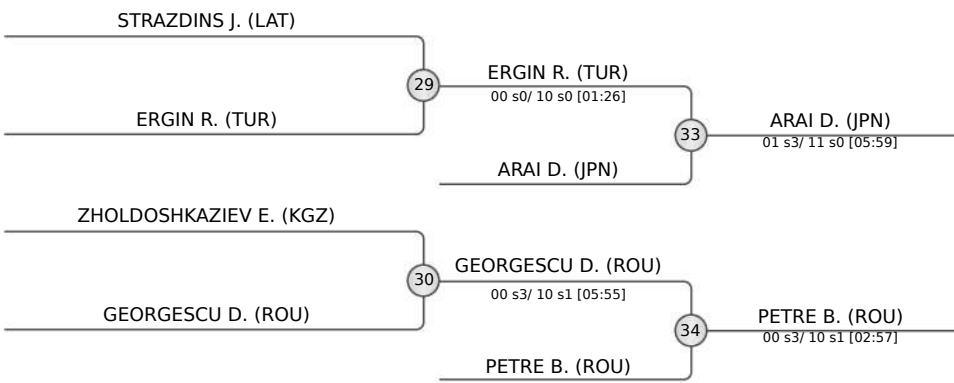 STRAZDINS J. (LAT)
29
ERGIN R. (TUR)
00 s0/ 10 s0 [01:26]
ERGIN R. (TUR)
33
ARAI D. (JPN)
01 s3/ 11 s0 [05:59]
ARAI D. (JPN)
ZHOLDOSHKAZIEV E. (KGZ)
30
GEORGESCU D. (ROU)
00 s3/ 10 s1 [05:55]
GEORGESCU D. (ROU)
34
PETRE B. (ROU)
00 s3/ 10 s1 [02:57]
PETRE B. (ROU)